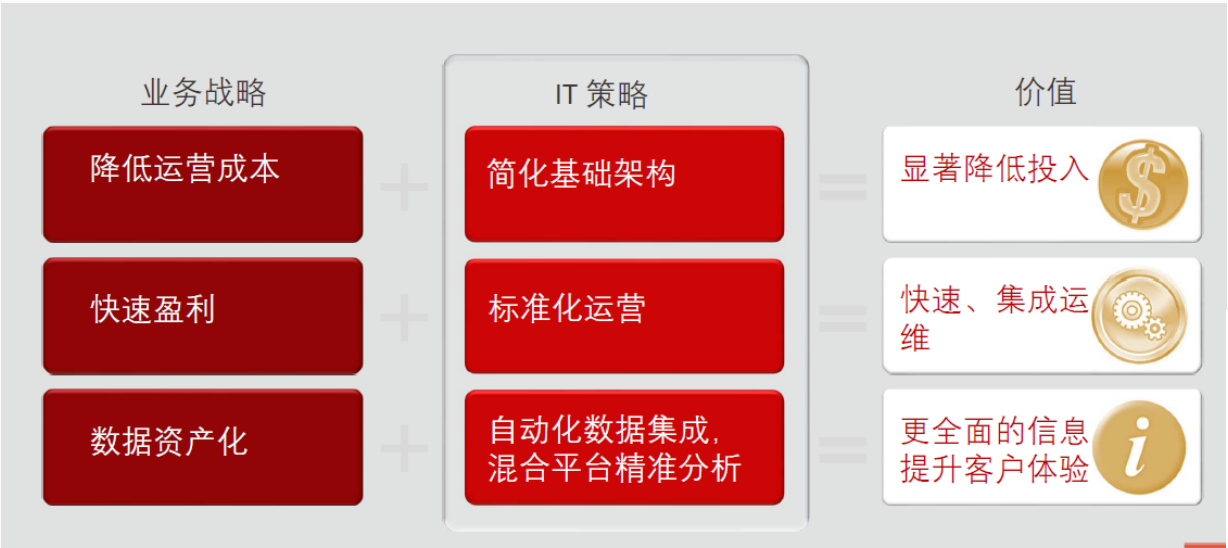 业务战略
IT 策略
价值
降低运营成本
+
简化基础架构
=
显著降低投入
$
快速盈利
+
标准化运营
=
快速、集成运
维
数据资产化
+
自动化数据集成,
混合平台精准分析
=
更全面的信息
提升客户体验
i